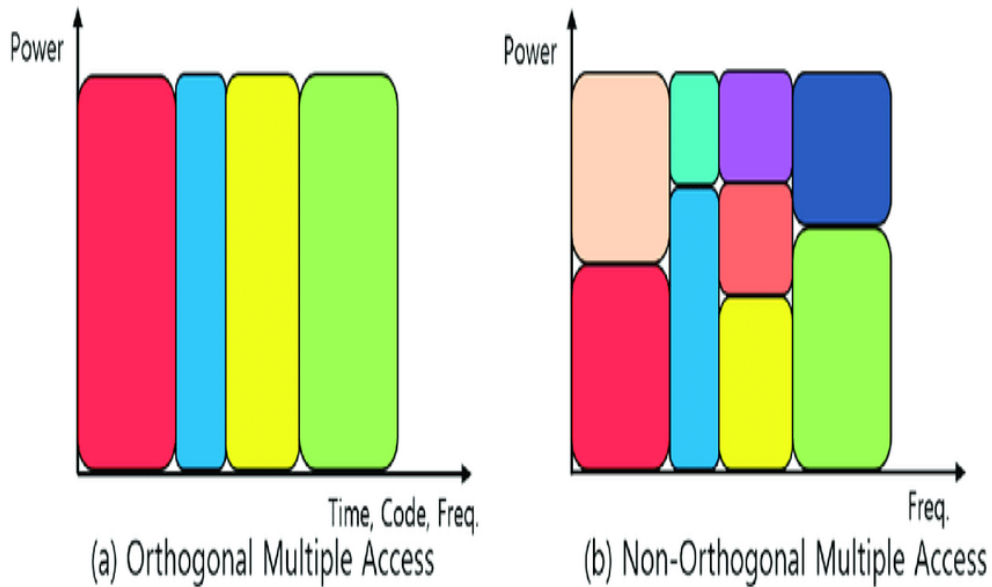 Power
Time, Code, Freq.
(a) Orthogonal Multiple Access
Power
Freq.
(b) Non-Orthogonal Multiple Access